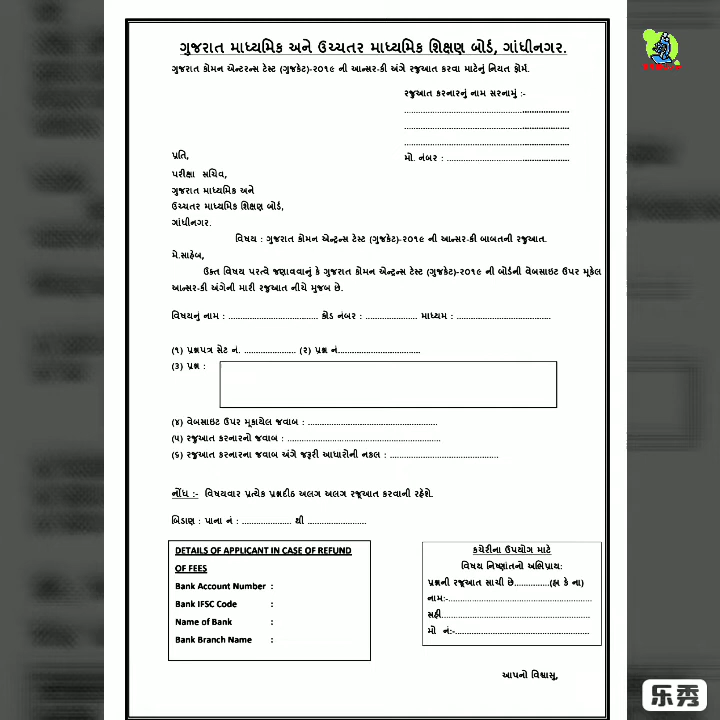 ગુજરાત માધ્યમિક અને ઉચ્ચતર માધ્યમિક શિક્ષણ બોર્ડ, ગાંધીનગર.
ગુજરાત કોમન એન્ટરન્સ ટેસ્ટ (ગુજકેટ)-૨૦૧૯ ની આન્સર-કી અંગે રજુઆત કરવા માટેનું નિયત ફોર્મ.
રજુઆત કરનારનું નામ સરનામું :-
મો. નંબર : ........................................
પ્રતિ,
પરીક્ષા સચિવ,
ગુજરાત માધ્યમિક અને
ઉચ્ચતર માધ્યમિક શિક્ષણ બોર્ડ,
ગાંધીનગર.
વિષય : ગુજરાત કોમન એન્ટ્રન્સ ટેસ્ટ (ગુજકેટ)-૨૦૧૯ ની આન્સર-કી બાબતની રજુઆત.
મે.સાહેબ,
ઉક્ત વિષય પરત્વે જણાવવાનું કે ગુજરાત કોમન એન્ટ્રન્સ ટેસ્ટ (ગુજકેટ)-૨૦૧૯ ની બોર્ડની વેબસાઇટ ઉપર મૂકેલ
આન્સર-કી અંગેની મારી રજુઆત નીચે મુજબ છે.
વિષયનું નામ : .............................. કોડ નંબર : .................. માધ્યમ : ................................
(૧) પ્રશ્નપત્ર સેટ નં. .................. (૨) પ્રશ્ન નં............................
(૩) પ્રશ્ન :
(૪) વેબસાઇટ ઉપર મૂકાયેલ જવાબ : ............................................
(૫) રજુઆત કરનારનો જવાબ : ....................................................
(૬) રજુઆત કરનારના જવાબ અંગે જરૂરી આધારોની નકલ : .....................................
નોંધ :- વિષયવાર પ્રત્યેક પ્રશ્નદીઠ અલગ અલગ રજુઆત કરવાની રહેશે.
બિડાણ : પાના નં : ................. થી ....................
DETAILS OF APPLICANT IN CASE OF REFUND
OF FEES
Bank Account Number :
Bank IFSC Code :
Name of Bank :
Bank Branch Name :
કચેરીના ઉપયોગ માટે
વિષય નિષ્ણાંતનો અભિપ્રાય:
પ્રશ્નની રજુઆત સાચી છે..............(હા કે ના)
નામ:-................................................
સહી..................................................
મો નં:-..............................................
આપનો વિશ્વાસુ,
乐秀